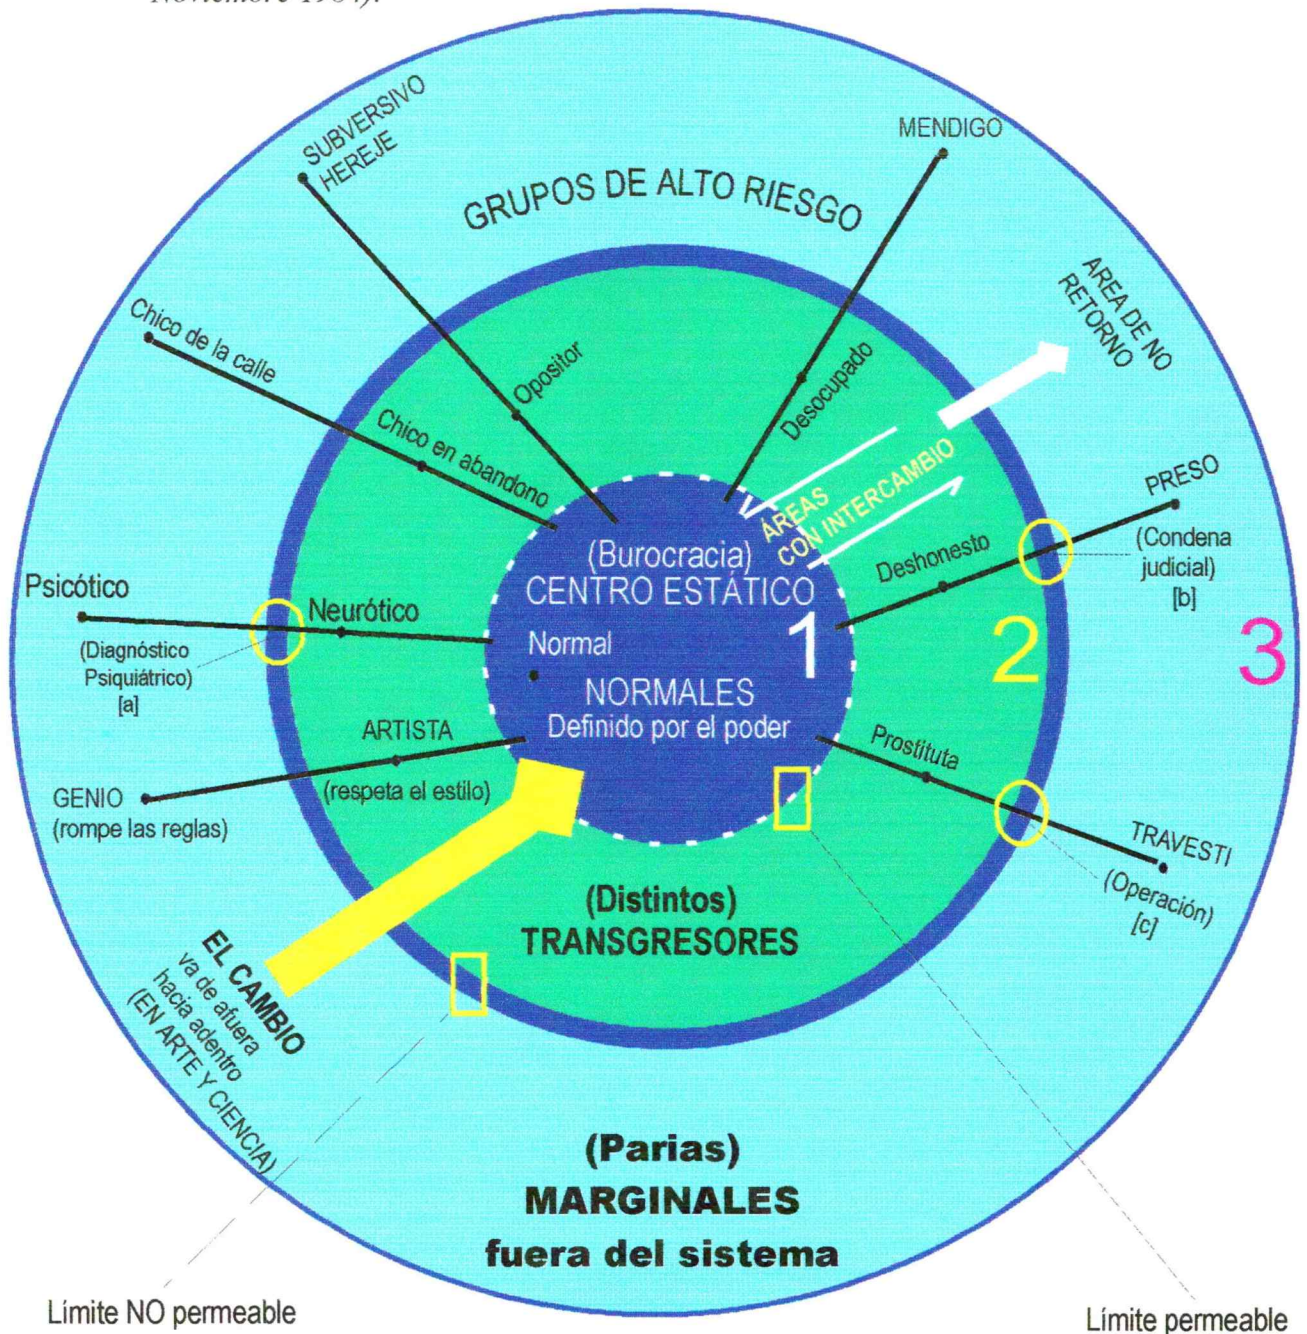 Noviembre 1984).
SUBVERSIVO
HEREJE
MENDIGO
GRUPOS DE ALTO RIESGO
AREA DE NO
RETORNO
Chico de la calle
Opositor
Desocupado
Chico en abandono
ÁREAS
CON INTERCAMBIO
PRESO
(Condena
judicial)
[b]
Deshonesto
(Burocracia)
CENTRO ESTÁTICO
1
2
3
Psicótico
Neurótico
(Diagnóstico
Psiquiátrico)
[a]
Normal
NORMALES
Definido por el poder
ARTISTA
(respeta el estilo)
GENIO
(rompe las reglas)
Prostituta
TRAVESTI
(Operación)
[c]
(Distintos)
TRANSGRESORES
EL CAMBIO
va de afuera
hacia adentro
(EN ARTE Y CIENCIA)
(Parias)
MARGINALES
fuera del sistema
Límite NO permeable
Límite permeable